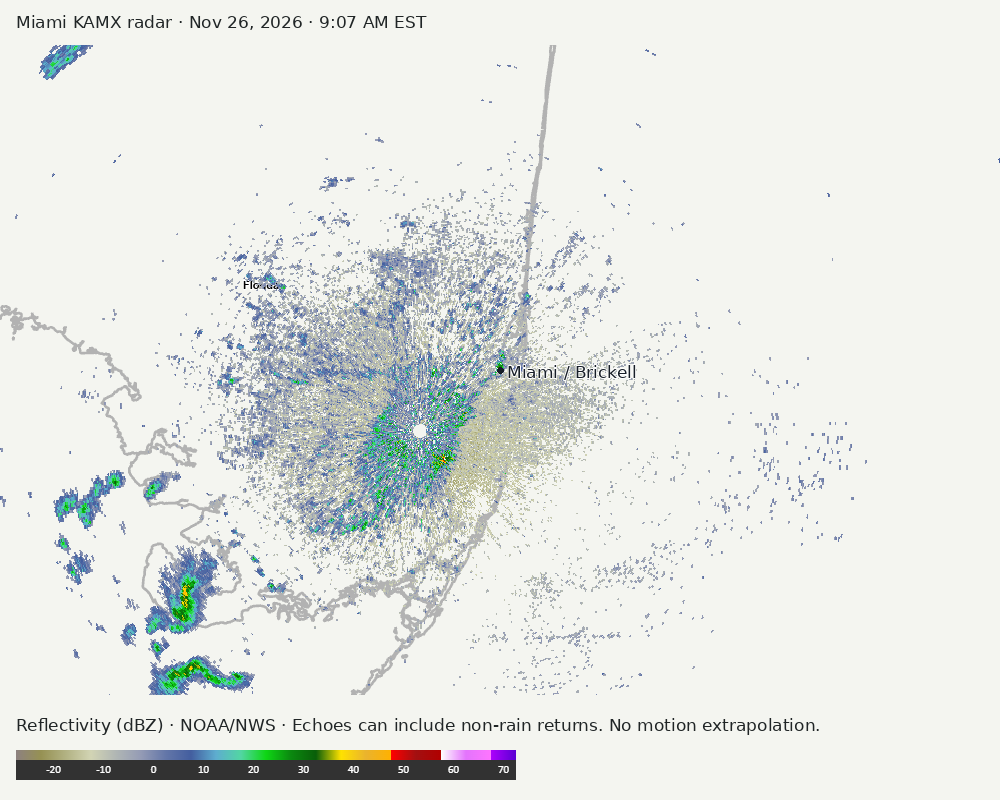 Miami KAMX radar · Nov 26, 2026 · 9:07 AM EST
Florida
Miami / Brickell
Reflectivity (dBZ) · NOAA/NWS · Echoes can include non-rain returns. No motion extrapolation.
-20 -10 0 10 20 30 40 50 60 70